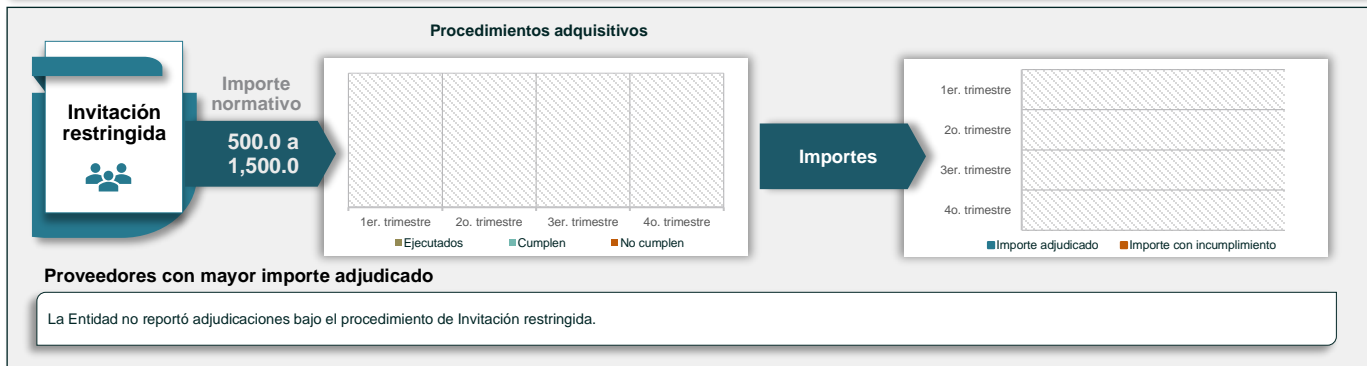 Procedimientos adquisitivos
Invitación
restringida
Importe
normativo
500.0 a
1,500.0
1er. trimestre 2o. trimestre 3er. trimestre 4o. trimestre
Ejecutados Cumplen No cumplen
Importes
1er. trimestre
2o. trimestre
3er. trimestre
4o. trimestre
Importe adjudicado Importe con incumplimiento
Proveedores con mayor importe adjudicado
La Entidad no reportó adjudicaciones bajo el procedimiento de Invitación restringida.